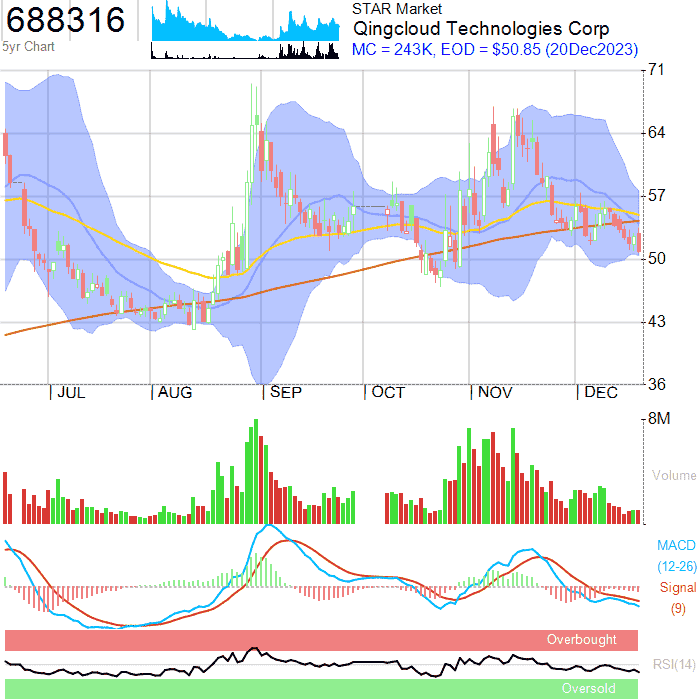 688316
5yr Chart
STAR Market
Qingcloud Technologies Corp
MC = 243K, EOD = $50.85 (20Dec2023)
71
64
57
50
43
36
| JUL
| AUG
| SEP
| OCT
| NOV
| DEC
8M
Volume
MACD
(12-26)
Signal
(9)
Overbought
RSI(14)
Oversold